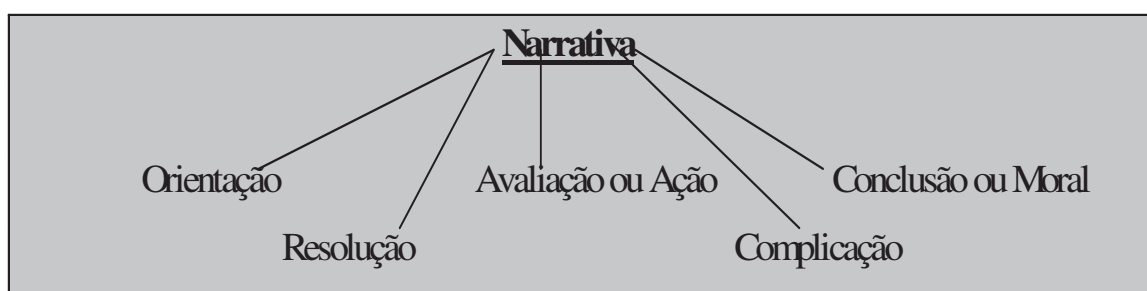 Narrativa
Orientação Avaliação ou Ação Conclusão ou Moral
Resolução Complicação